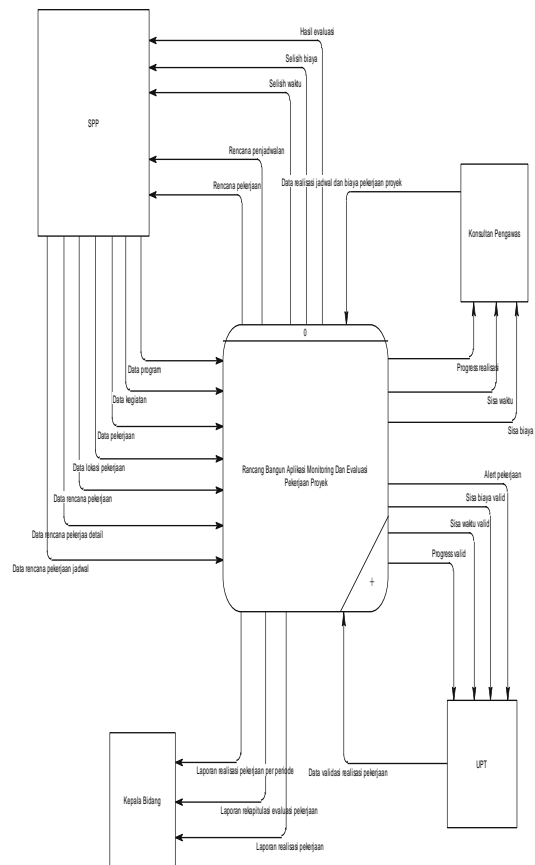 Hasil evaluasi
Selisih biaya
Selisih waktu
SPP
Rencana penjadwalan
Rencana pekerjaan
Data realisasi jadwal dan biaya pekerjaan proyek
Konsultan Pengawas
0
Data program
Progress realisasi
Data kegiatan
Sisa waktu
Data pekerjaan
Sisa biaya
Data lokasi pekerjaan
Rancang Bangun Aplikasi Monitoring Dan Evaluasi
Pekerjaan Proyek
Alert pekerjaan
Data rencana pekerjaan
Sisa biaya valid
Sisa waktu valid
Data rencana pekerjaa detail
Progress valid
Data rencana pekerjaan jadwal
+
Laporan realisasi pekerjaan per periode
Data validasi realisasi pekerjaan
UPT
Kepala Bidang
Laporan rekapitulasi evaluasi pekerjaan
Laporan realisasi pekerjaan